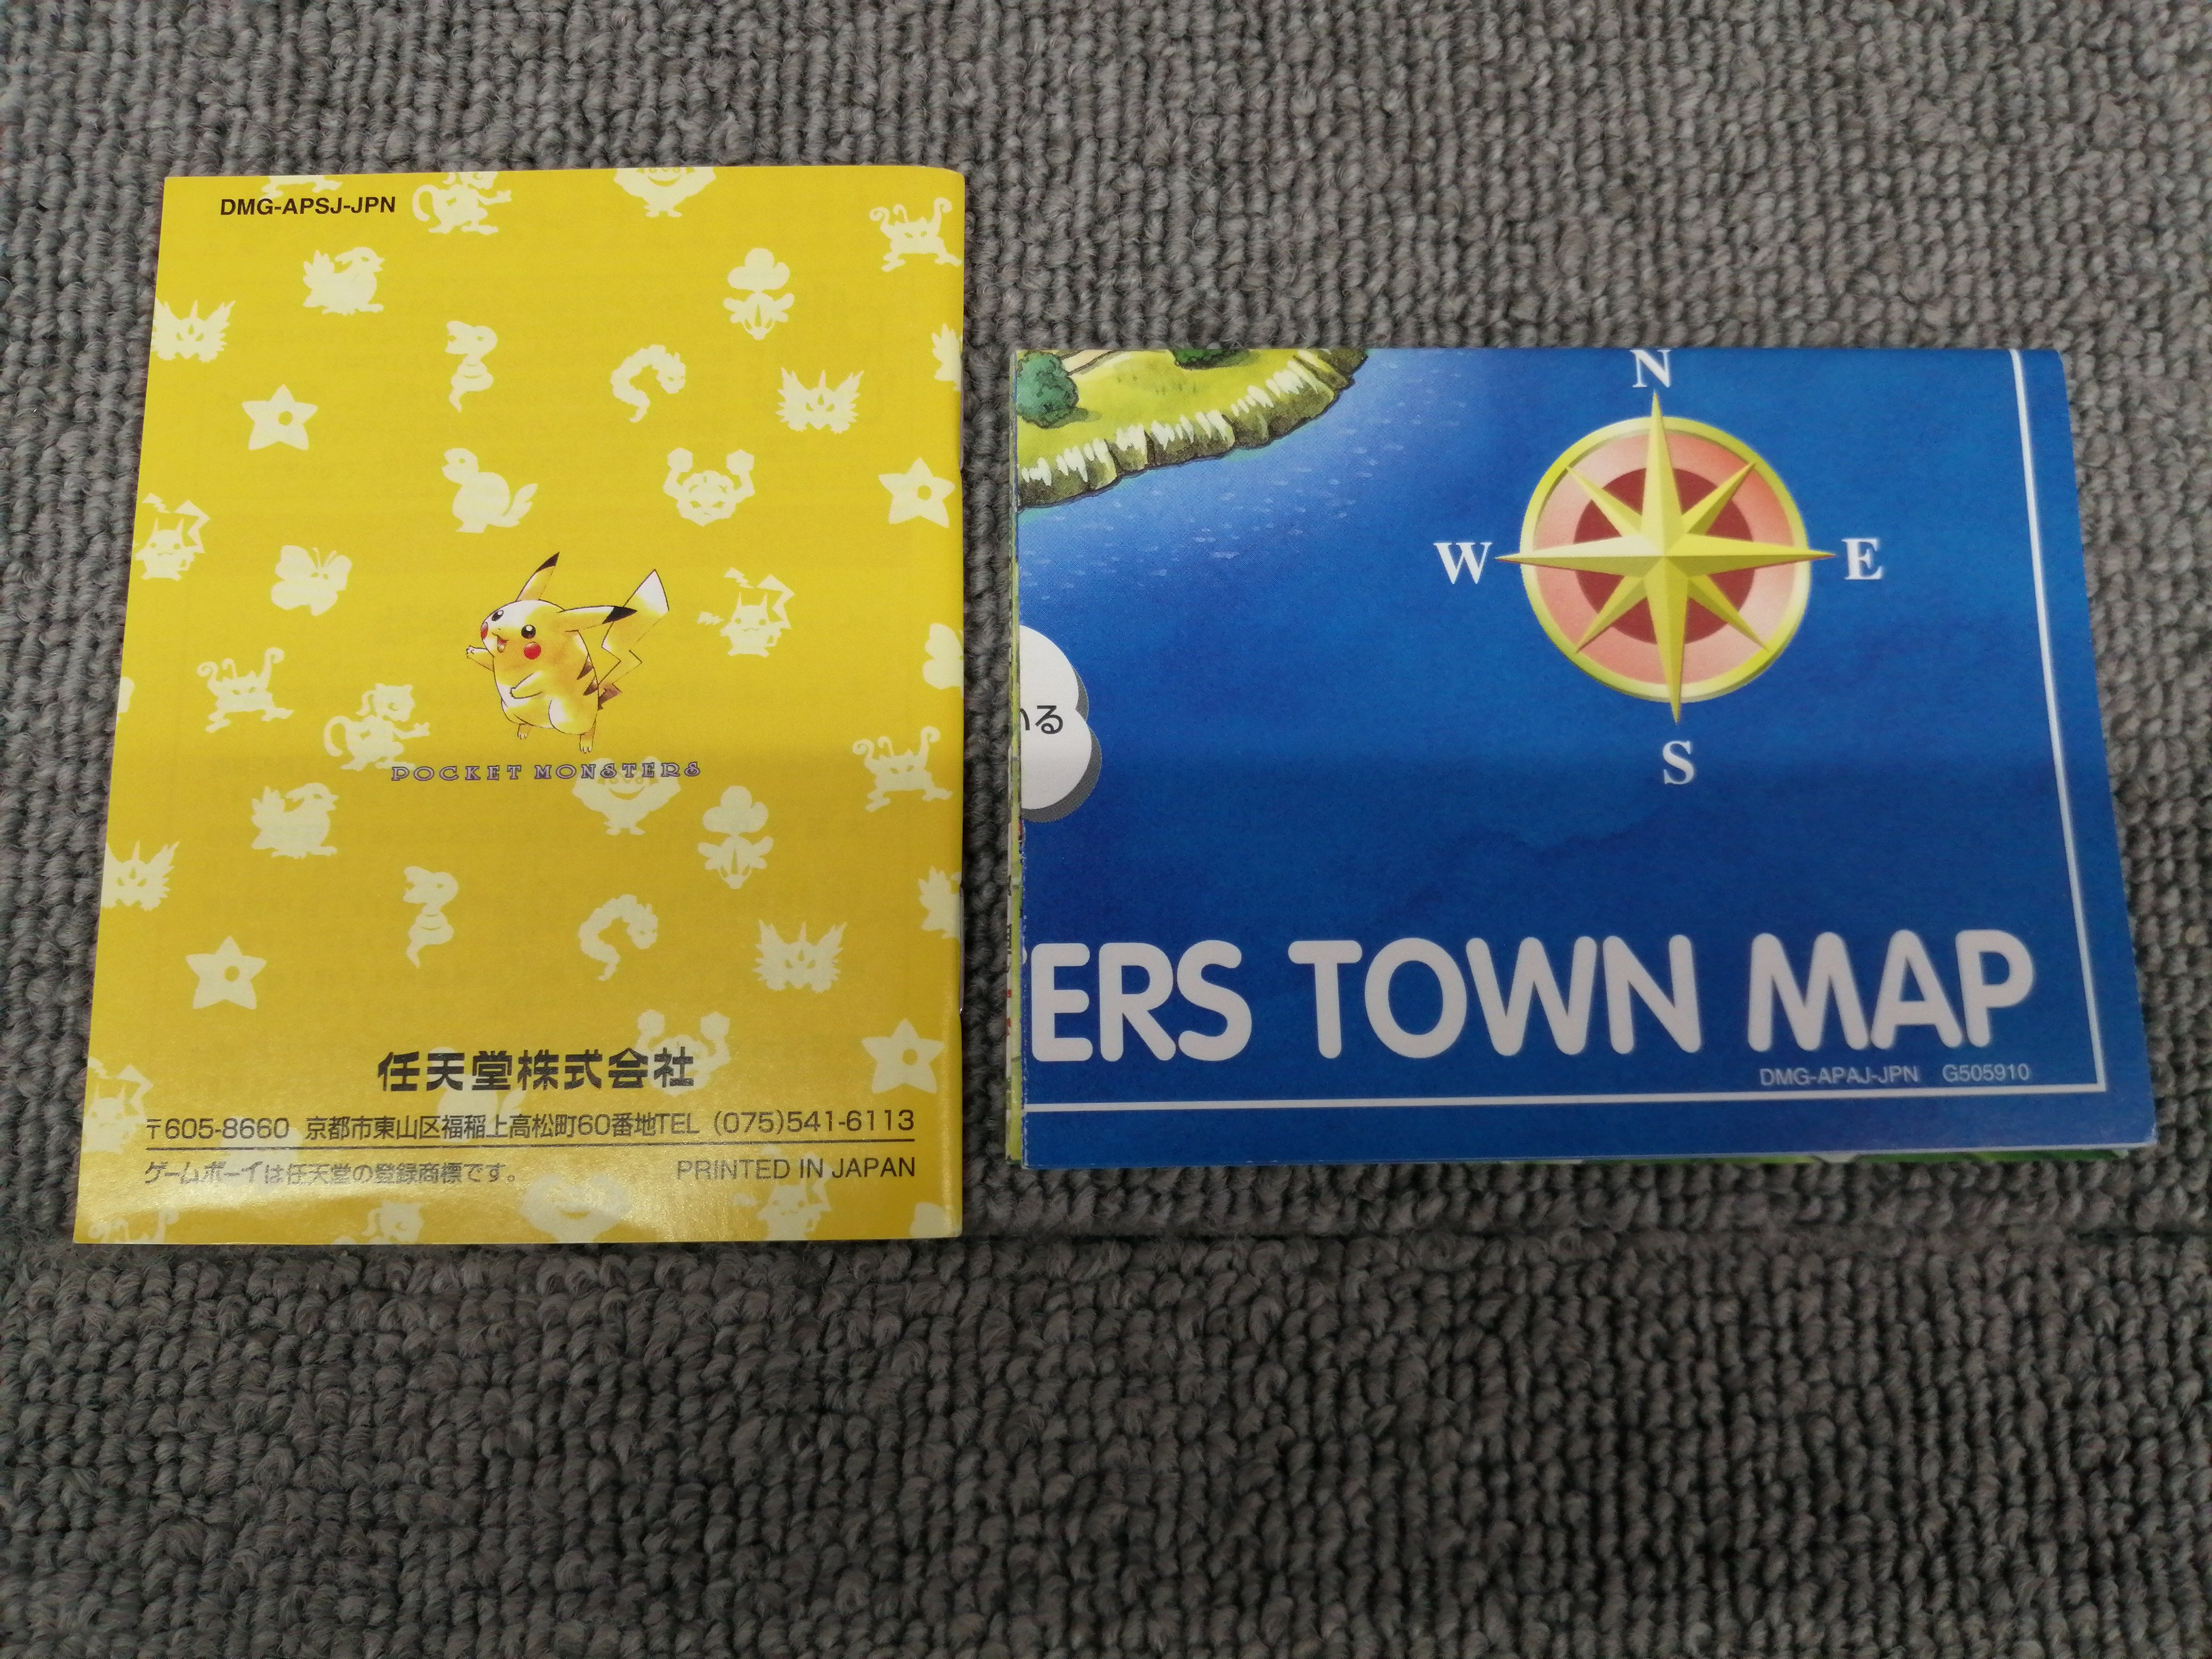 DMG-APSJ-JPN
POCKET MONSTERS
任天堂株式会社
〒605-8660 京都市東山区福稲上高松町60番地TEL (075)541-6113
ゲームボーイは任天堂の登録商標です。 PRINTED IN JAPAN
N
W E
S
いる
ERS TOWN MAP
DMG-APAJ-JPN G505910